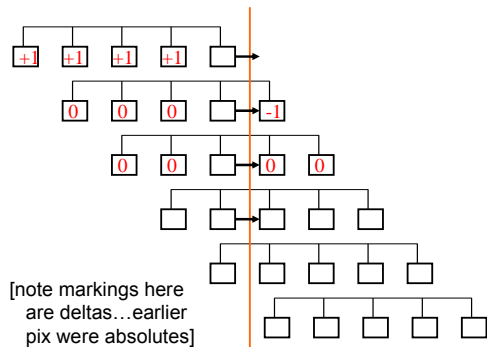 +1 +1 +1 +1
0 0 0 -1
0 0 0 0
[note markings here
are deltas…earlier
pix were absolutes]